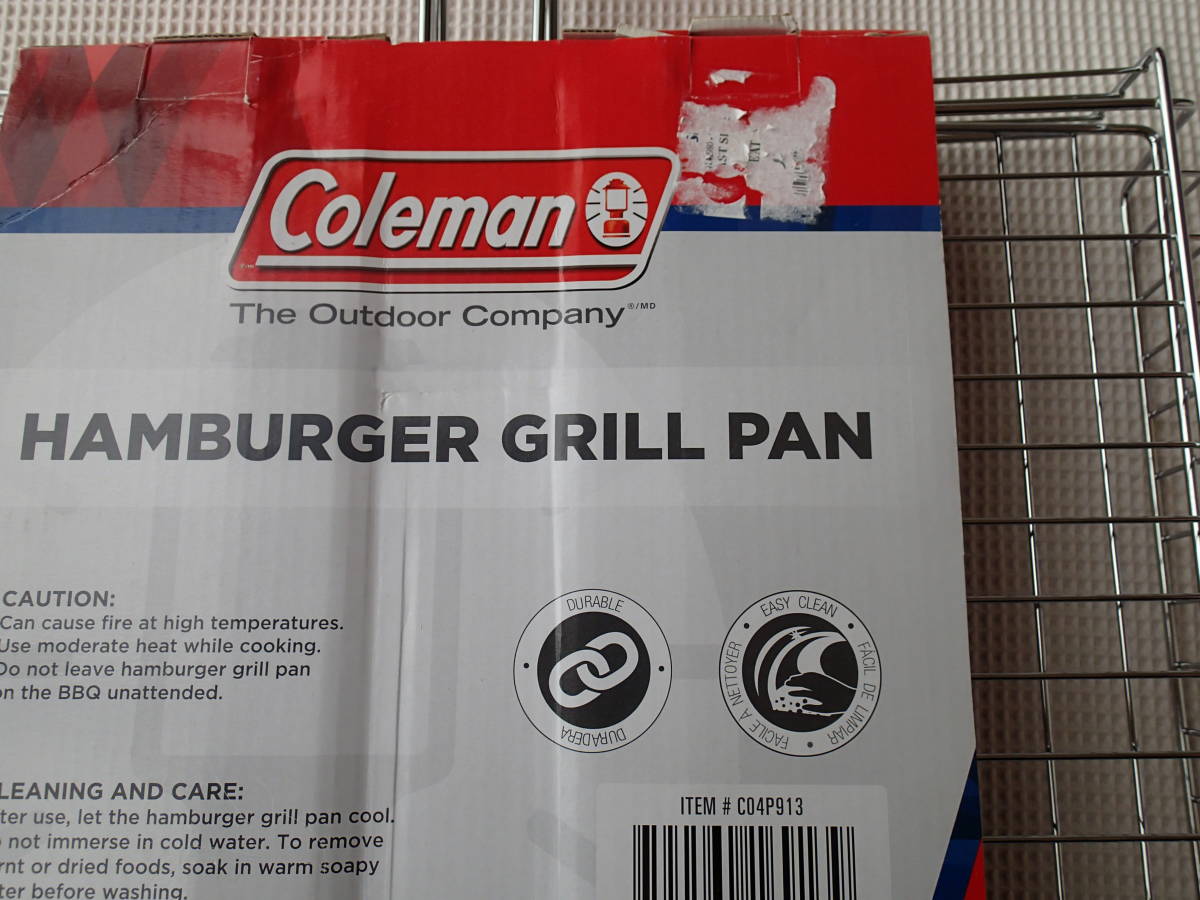 Coleman
The Outdoor Company®/MD
HAMBURGER GRILL PAN
CAUTION:
Can cause fire at high temperatures.
Use moderate heat while cooking.
Do not leave hamburger grill pan
on the BBQ unattended.
LEANING AND CARE:
ter use, let the hamburger grill pan cool.
not immerse in cold water. To remove
rnt or dried foods, soak in warm soapy
ter before washing.
DURABLE
DURADERA
EASY CLEAN
FÁCIL DE LIMPIAR
FACILE À NETTOYER
ITEM # C04P913